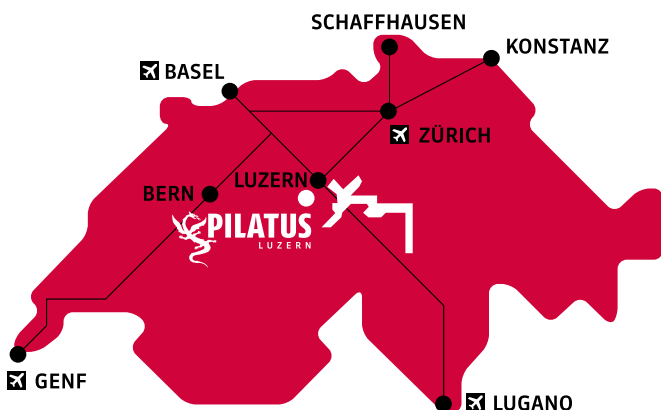 SCHAFFHAUSEN
KONSTANZ
BASEL
ZÜRICH
LUZERN
BERN
PILATUS
LUZERN
GENF
LUGANO